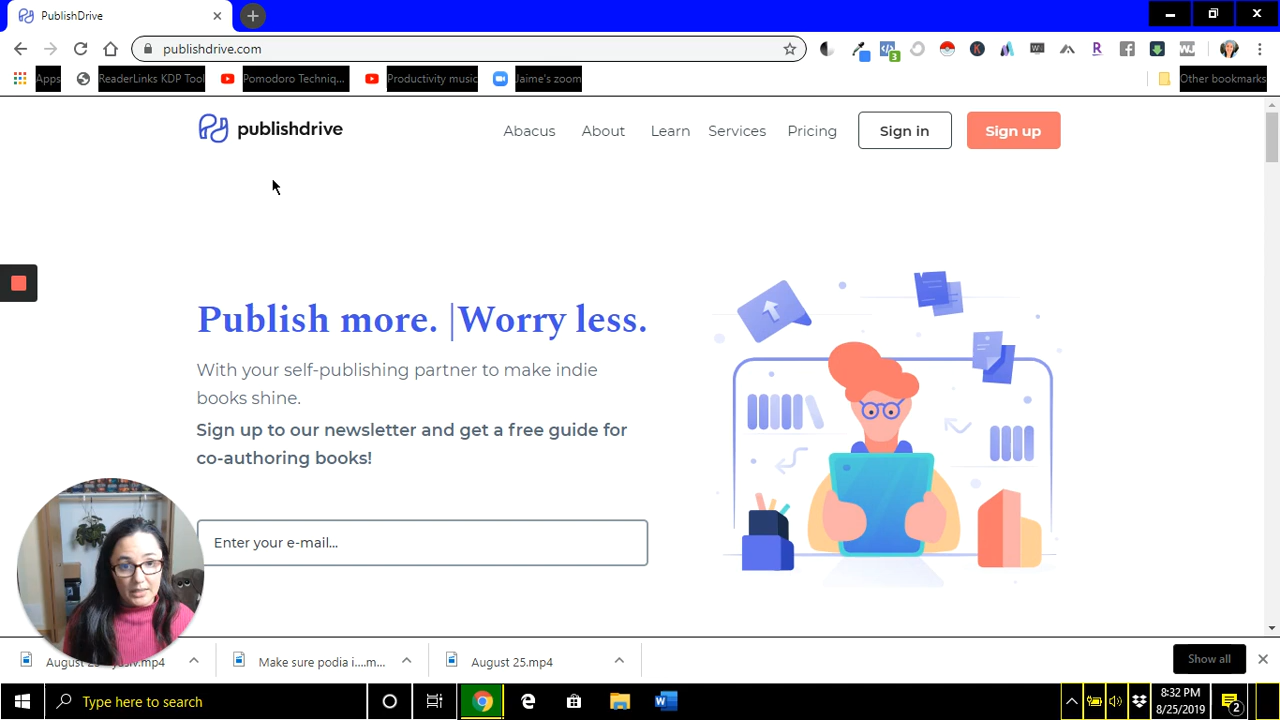 PublishDrive
publishdrive.com
3
Apps
ReaderLinks KDP Tool
Pomodoro Techniq...
Productivity music
Jaime's zoom
Other bookmarks
publishdrive
Abacus
About
Learn
Services
Pricing
Sign in
Sign up
Publish more. |Worry less.
With your self-publishing partner to make indie
books shine.
Sign up to our newsletter and get a free guide for
co-authoring books!
Enter your e-mail...
Make sure podia i....m...
August 25.mp4
Show all
Type here to search
8:32 PM
8/25/2019
2